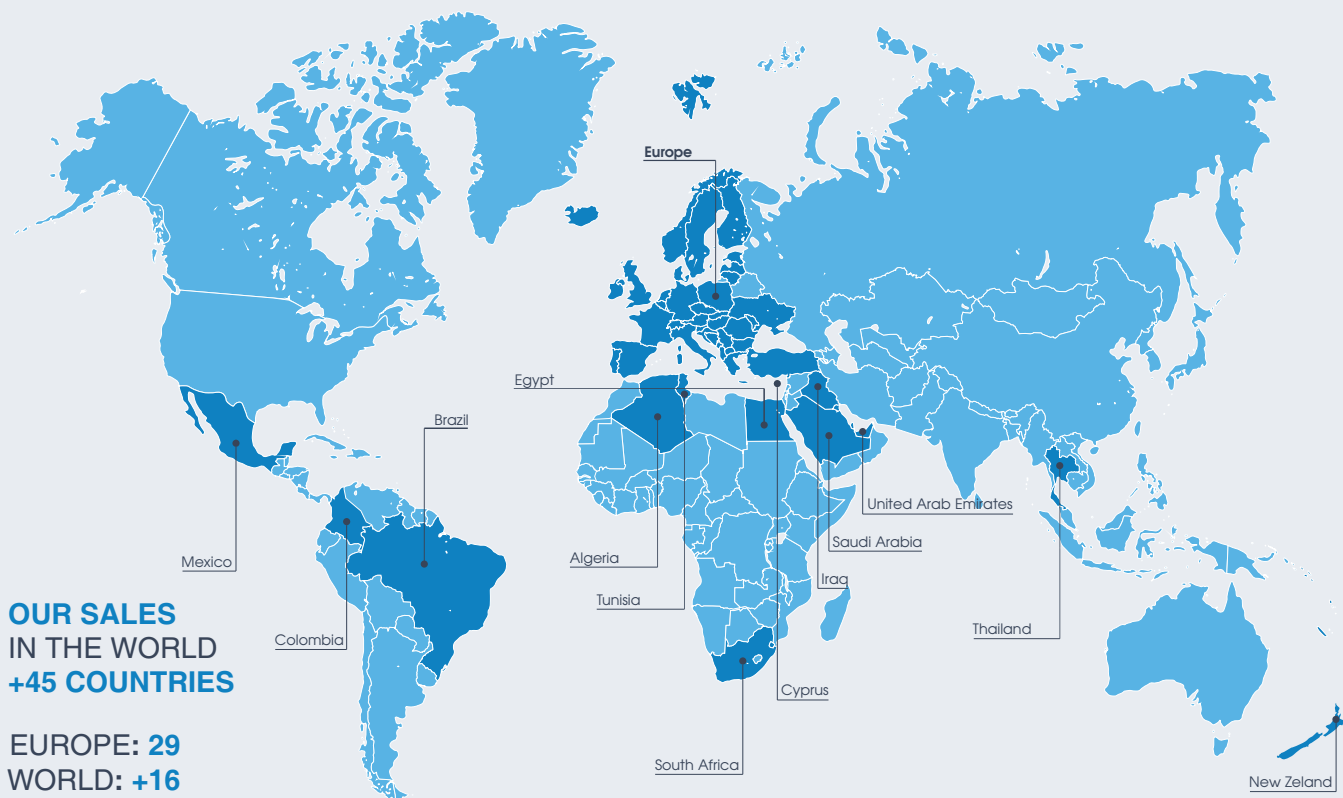 Europe
Egypt
Brazil
United Arab Emirates
Saudi Arabia
Algeria
Mexico
Iraq
Tunisia
OUR SALES
IN THE WORLD
+45 COUNTRIES
Colombia
Thailand
Cyprus
EUROPE: 29
WORLD: +16
South Africa
New Zeland